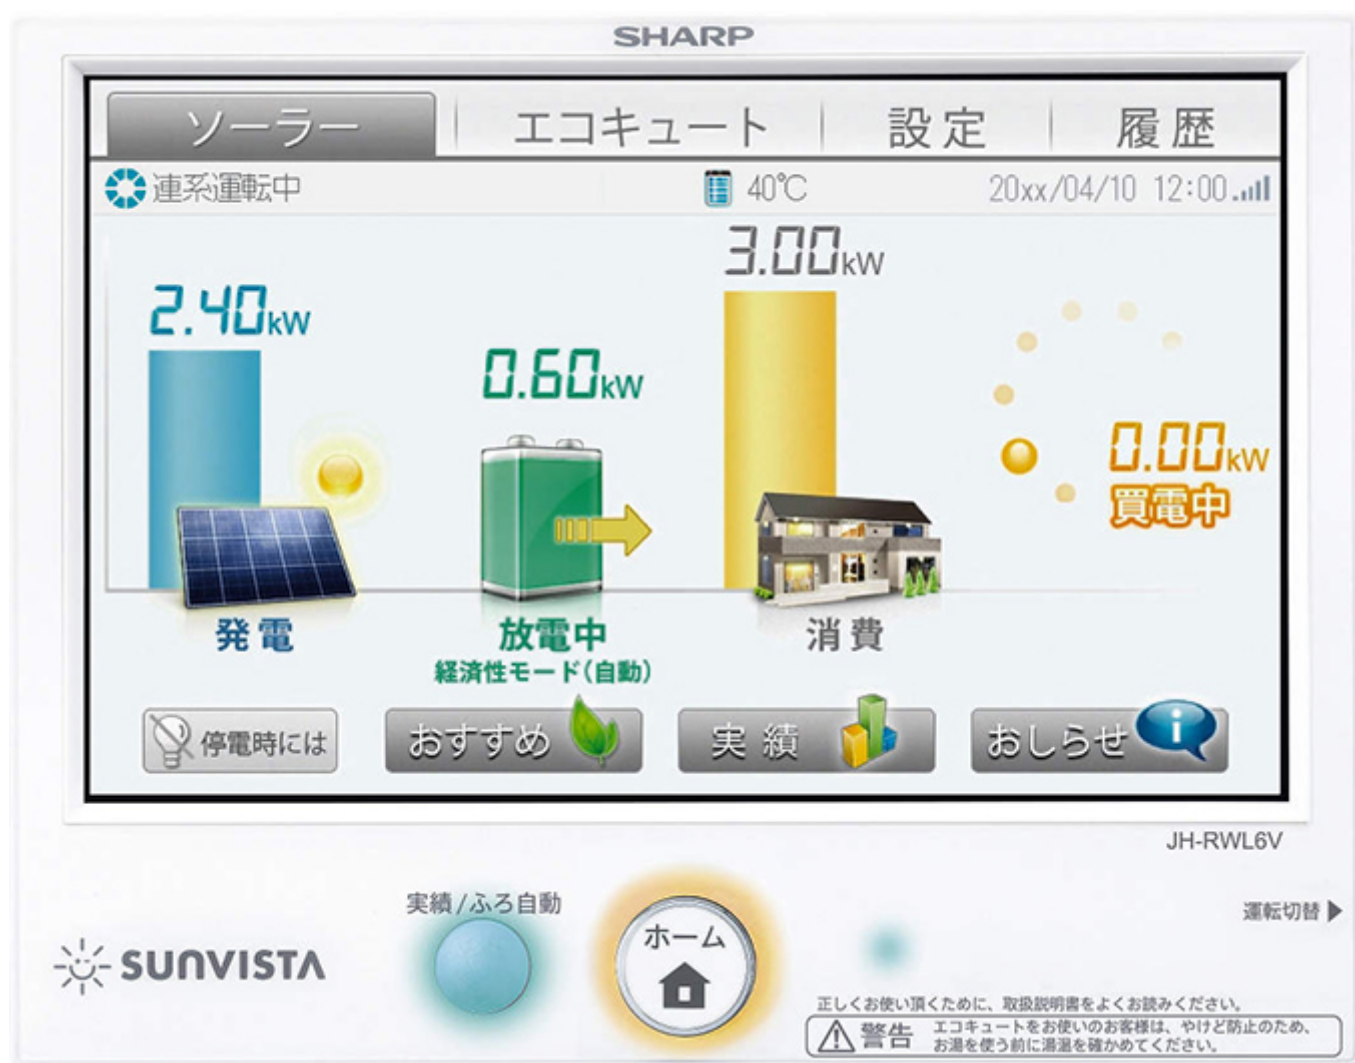 SHARP
ソーラー
エコキュート
設定
履歴
連系運転中
40℃
20xx/04/10 12:00
2.40kW
0.60kW
3.00kW
0.00kW
買電中
発電
放電中
経済性モード(自動)
消費
停電時には
おすすめ
実績
おしらせ
i
JH-RWL6V
実績/ふろ自動
ホーム
運転切替▶
SUNVISTA
正しくお使い頂くために、取扱説明書をよくお読みください。
警告
エコキュートをお使いのお客様は、やけど防止のため、
お湯を使う前に湯温を確かめてください。